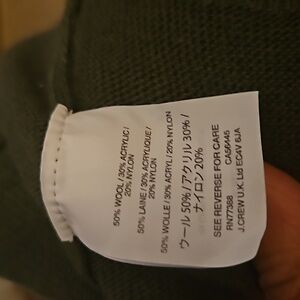 50% WOOL / 30% ACRYLIC /
20% NYLON
50% LAINE / 30% ACRYLIQUE /
20% NYLON
50% WOLLE / 30% ACRYL / 20% NYLON
ウール 50% / アクリル 30% /
ナイロン 20%
SEE REVERSE FOR CARE
CA56445
RN77388
J.CREW U.K. Ltd EC4V 6JA